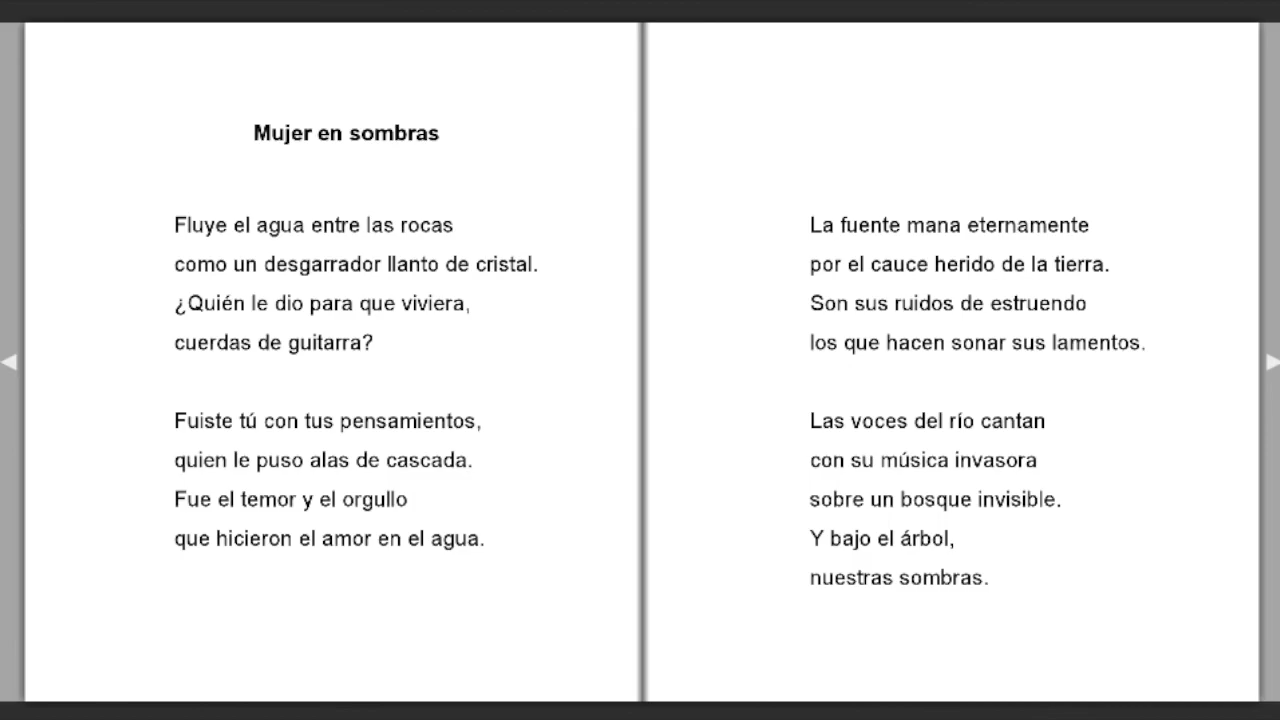 Mujer en sombras
Fluye el agua entre las rocas
como un desgarrador llanto de cristal.
¿Quién le dio para que viviera,
cuerdas de guitarra?
Fuiste tú con tus pensamientos,
quien le puso alas de cascada.
Fue el temor y el orgullo
que hicieron el amor en el agua.
La fuente mana eternamente
por el cauce herido de la tierra.
Son sus ruidos de estruendo
los que hacen sonar sus lamentos.
Las voces del río cantan
con su música invasora
sobre un bosque invisible.
Y bajo el árbol,
nuestras sombras.